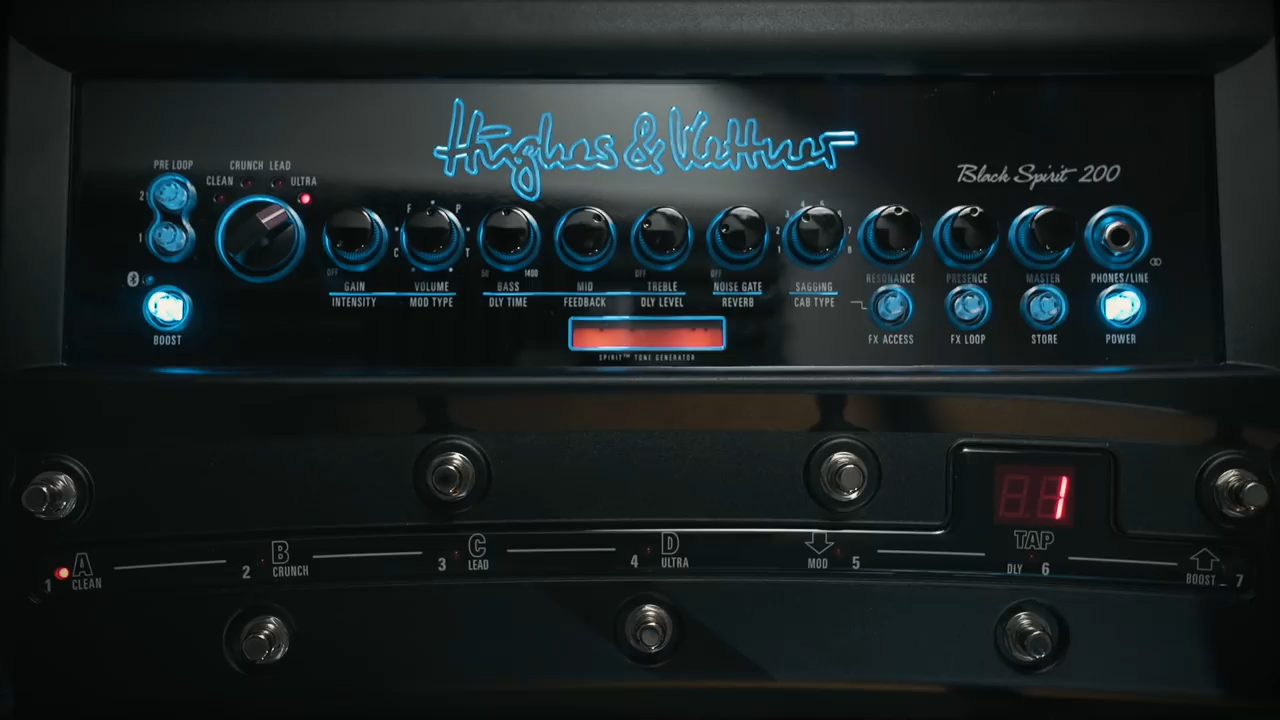 Hughes & Kettner
Black Spirit 200
PRE LOOP
2
1
CRUNCH LEAD
CLEAN ULTRA
BOOST
OFF
GAIN
INTENSITY
F P
C T
VOLUME
MOD TYPE
50 1400
BASS
DLY TIME
MID
FEEDBACK
OFF
TREBLE
DLY LEVEL
OFF
NOISE GATE
REVERB
1 2 3 4 5 6 7 8
SAGGING
CAB TYPE
RESONANCE
FX ACCESS
PRESENCE
FX LOOP
MASTER
STORE
PHONES/LINE
POWER
SPIRIT™ TONE GENERATOR
1
1 A CLEAN
2 B CRUNCH
3 C LEAD
4 D ULTRA
MOD 5
TAP
DLY 6
BOOST 7